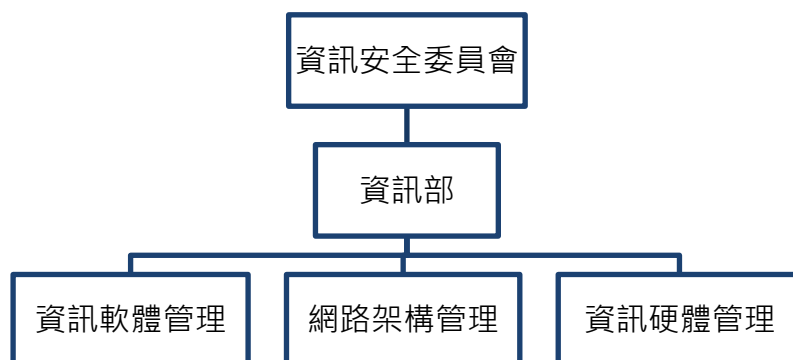 資訊安全委員會
資訊部
資訊軟體管理
網路架構管理
資訊硬體管理